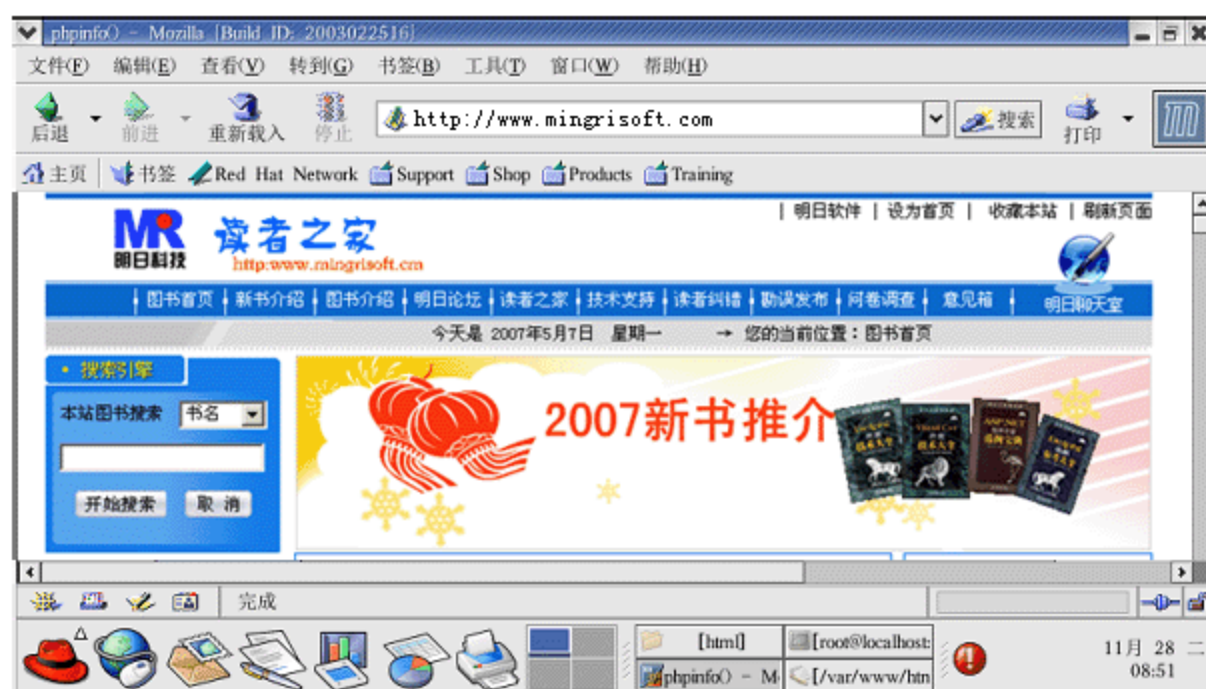 phpinfo() - Mozilla {Build ID: 2003022516}
文件(F) 编辑(E) 查看(V) 转到(G) 书签(B) 工具(T) 窗口(W) 帮助(H)
后退 前进 重新载入 停止 http://www.mingrisoft.com 搜索 打印
主页 书签 Red Hat Network Support Shop Products Training
| 明日软件 | 设为首页 | 收藏本站 | 刷新页面
MR 读者之家
明日科技 http:www.mingrisoft.cm
图书首页 新书介绍 图书介绍 明日论坛 读者之家 技术支持 读者纠错 勘误发布 问卷调查 意见箱 明日聊天室
今天是 2007年5月7日 星期一 → 您的当前位置：图书首页
· 搜索引擎
本站图书搜索 书名
2007新书推介
开始搜索 取 消
完成
[html] [root@localhost:
phpinfo() - M [/var/www/htm
11月 28 二
08:51